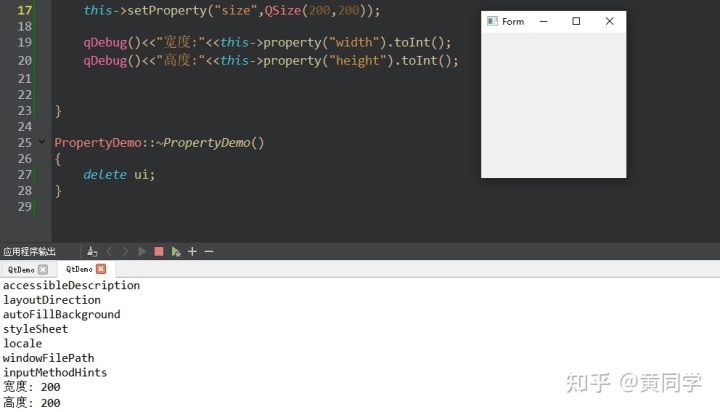 17 this->setProperty("size",QSize(200,200));
Form
18
19 qDebug()<<"宽度:"<<this->property("width").toInt();
20 qDebug()<<"高度:"<<this->property("height").toInt();
21
22
23 }
24
25 PropertyDemo::~PropertyDemo()
26 {
27 delete ui;
28 }
29
应用程序输出
QtDemo QtDemo
accessibleDescription
layoutDirection
autoFillBackground
styleSheet
locale
windowFilePath
inputMethodHints
宽度: 200
高度: 200
知乎 @黄同学